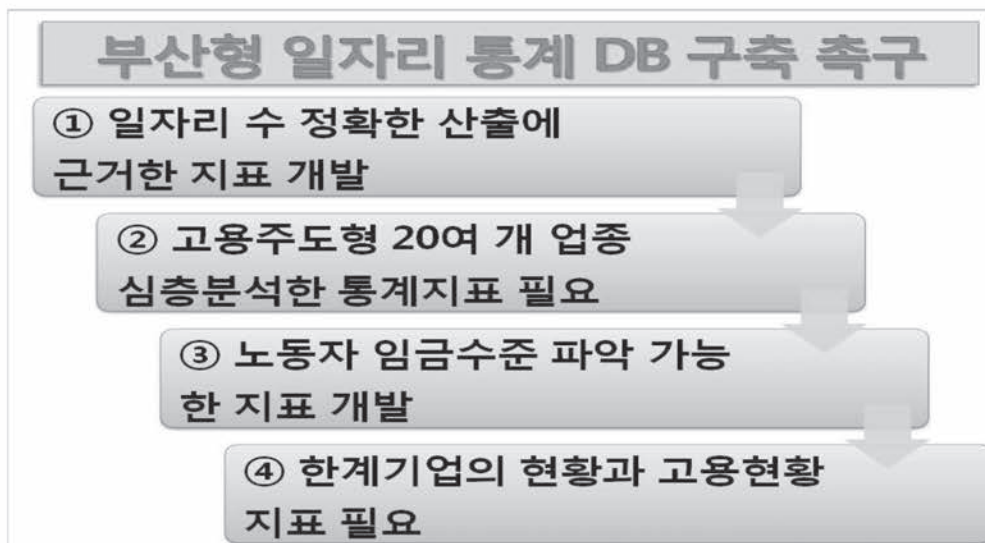 부산형 일자리 통계 DB 구축 촉구
① 일자리 수 정확한 산출에
근거한 지표 개발
② 고용주도형 20여 개 업종
심층분석한 통계지표 필요
③ 노동자 임금수준 파악 가능
한 지표 개발
④ 한계기업의 현황과 고용현황
지표 필요